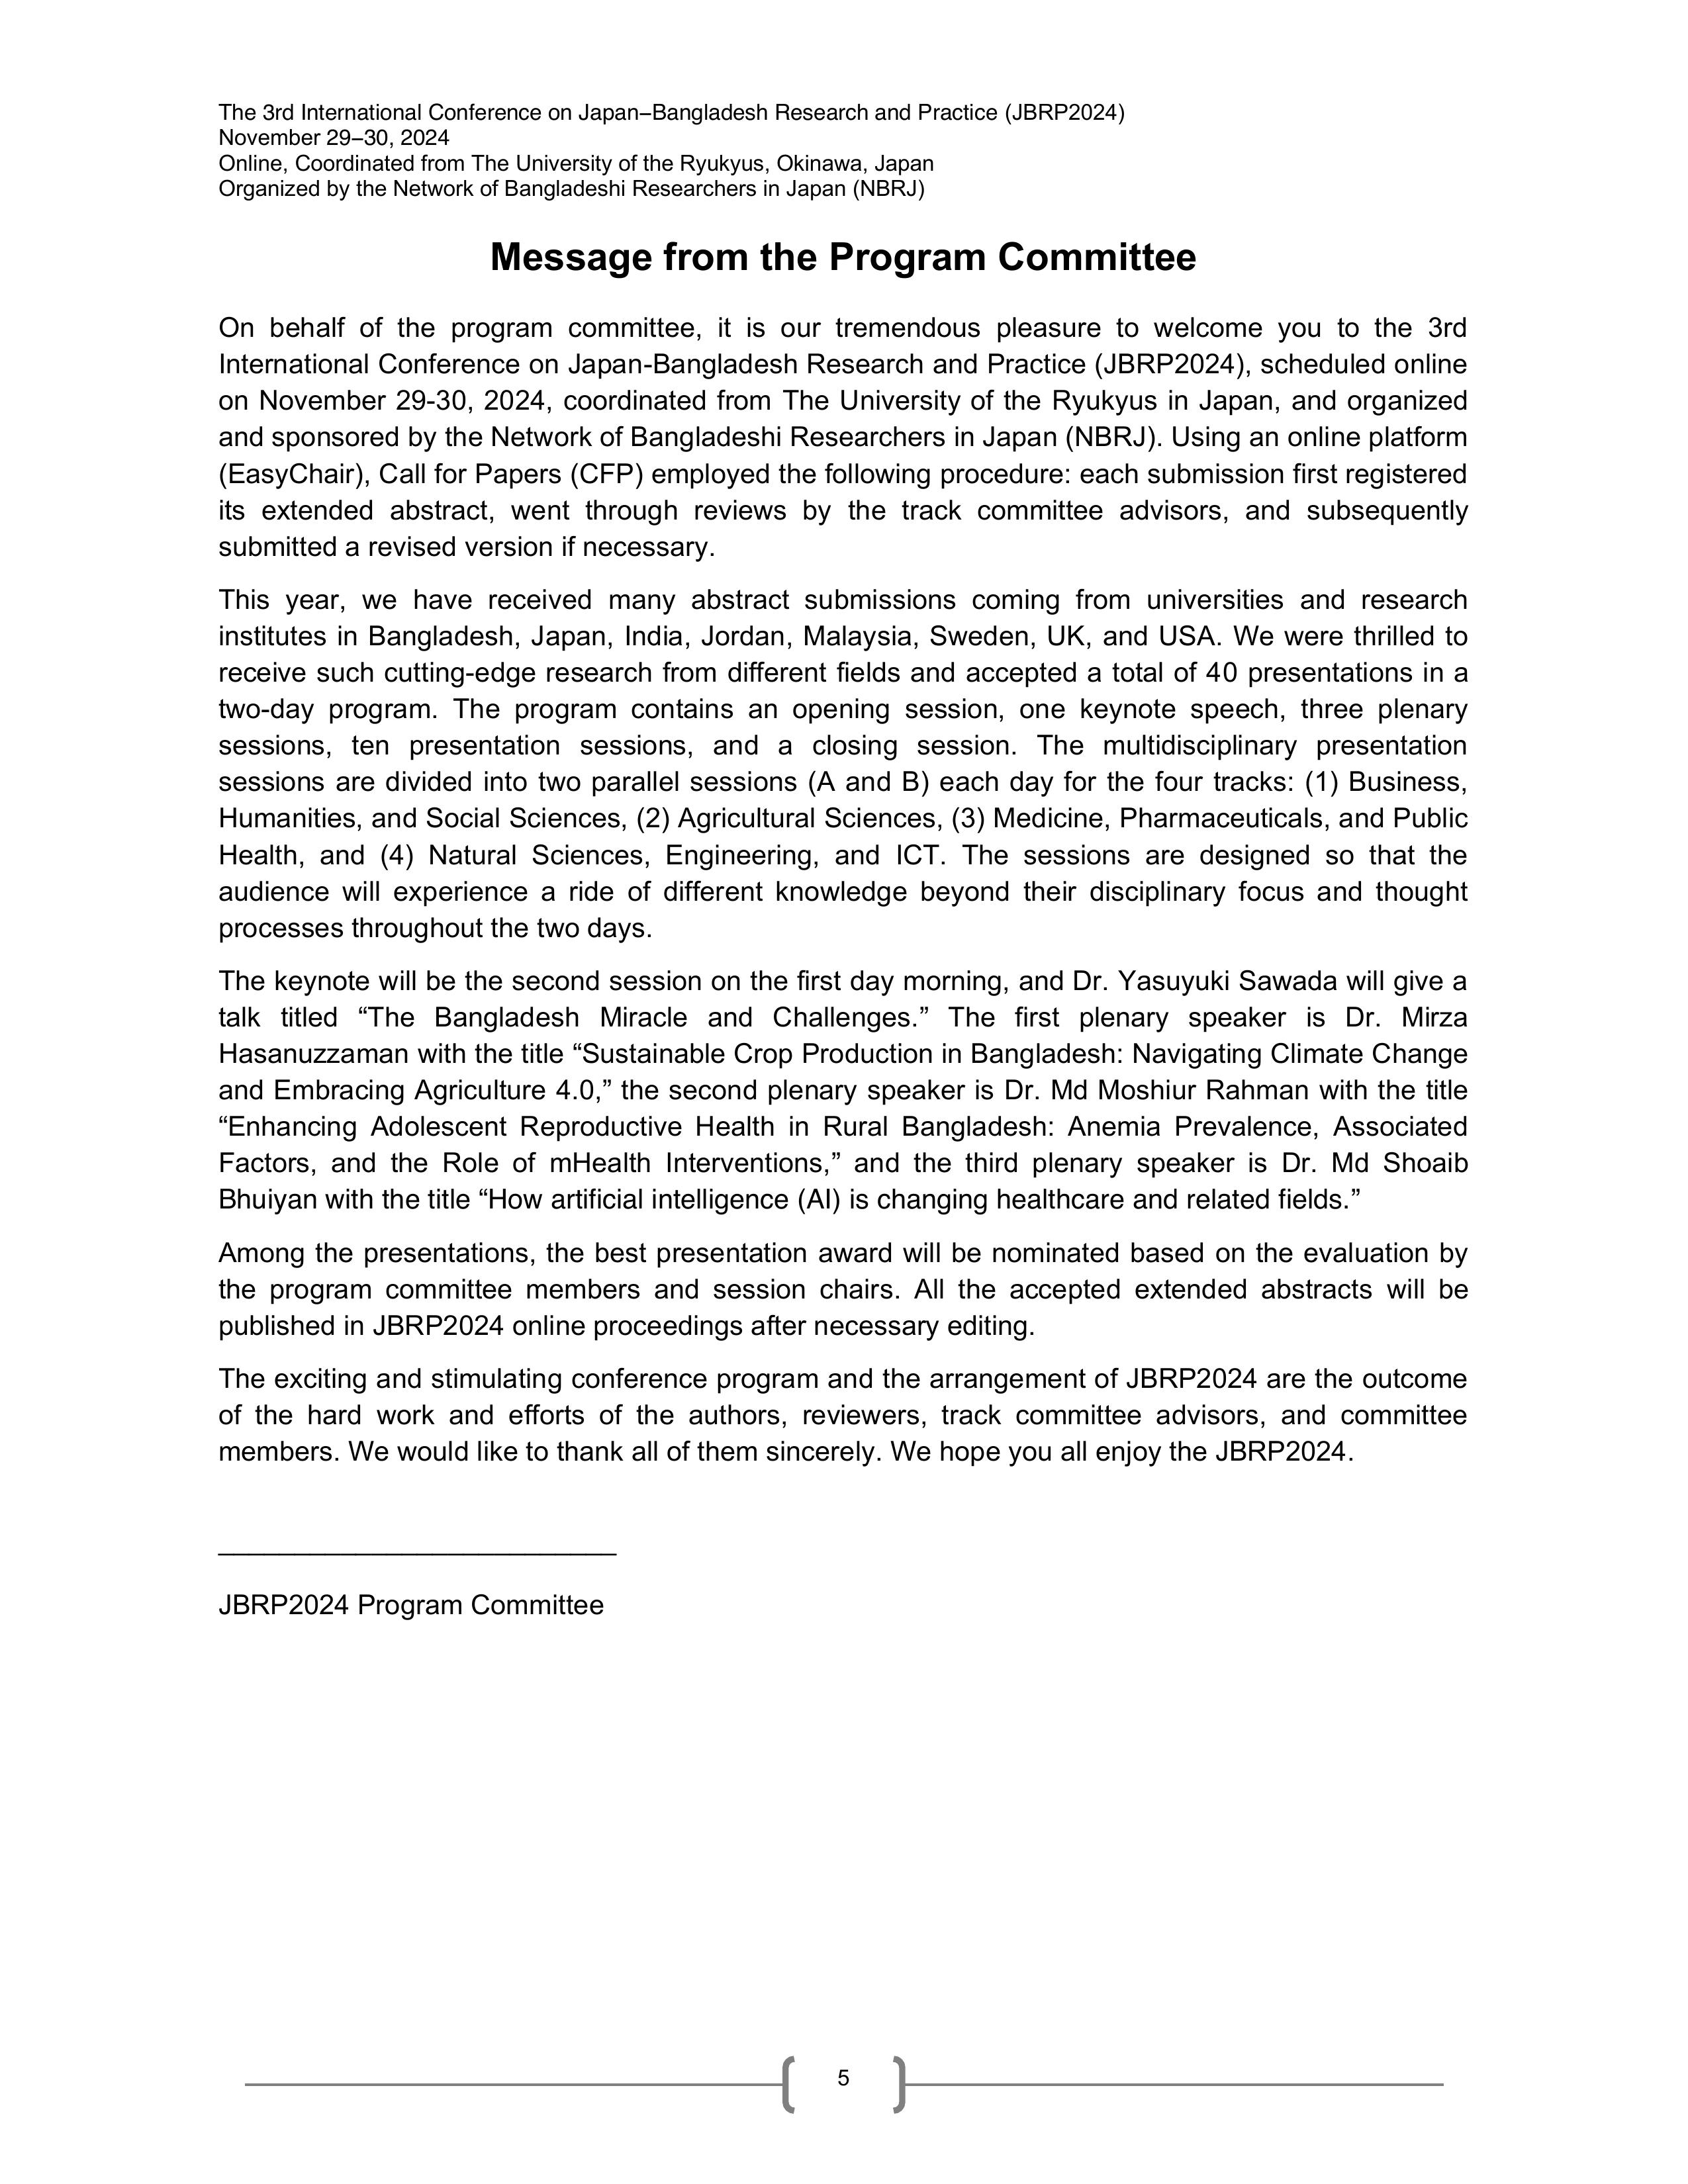 The 3rd International Conference on Japan–Bangladesh Research and Practice (JBRP2024)
November 29–30, 2024
Online, Coordinated from The University of the Ryukyus, Okinawa, Japan
Organized by the Network of Bangladeshi Researchers in Japan (NBRJ)
Message from the Program Committee
On behalf of the program committee, it is our tremendous pleasure to welcome you to the 3rd
International Conference on Japan-Bangladesh Research and Practice (JBRP2024), scheduled online
on November 29-30, 2024, coordinated from The University of the Ryukyus in Japan, and organized
and sponsored by the Network of Bangladeshi Researchers in Japan (NBRJ). Using an online platform
(EasyChair), Call for Papers (CFP) employed the following procedure: each submission first registered
its extended abstract, went through reviews by the track committee advisors, and subsequently
submitted a revised version if necessary.
This year, we have received many abstract submissions coming from universities and research
institutes in Bangladesh, Japan, India, Jordan, Malaysia, Sweden, UK, and USA. We were thrilled to
receive such cutting-edge research from different fields and accepted a total of 40 presentations in a
two-day program. The program contains an opening session, one keynote speech, three plenary
sessions, ten presentation sessions, and a closing session. The multidisciplinary presentation
sessions are divided into two parallel sessions (A and B) each day for the four tracks: (1) Business,
Humanities, and Social Sciences, (2) Agricultural Sciences, (3) Medicine, Pharmaceuticals, and Public
Health, and (4) Natural Sciences, Engineering, and ICT. The sessions are designed so that the
audience will experience a ride of different knowledge beyond their disciplinary focus and thought
processes throughout the two days.
The keynote will be the second session on the first day morning, and Dr. Yasuyuki Sawada will give a
talk titled “The Bangladesh Miracle and Challenges.” The first plenary speaker is Dr. Mirza
Hasanuzzaman with the title “Sustainable Crop Production in Bangladesh: Navigating Climate Change
and Embracing Agriculture 4.0,” the second plenary speaker is Dr. Md Moshiur Rahman with the title
“Enhancing Adolescent Reproductive Health in Rural Bangladesh: Anemia Prevalence, Associated
Factors, and the Role of mHealth Interventions,” and the third plenary speaker is Dr. Md Shoaib
Bhuiyan with the title “How artificial intelligence (AI) is changing healthcare and related fields.”
Among the presentations, the best presentation award will be nominated based on the evaluation by
the program committee members and session chairs. All the accepted extended abstracts will be
published in JBRP2024 online proceedings after necessary editing.
The exciting and stimulating conference program and the arrangement of JBRP2024 are the outcome
of the hard work and efforts of the authors, reviewers, track committee advisors, and committee
members. We would like to thank all of them sincerely. We hope you all enjoy the JBRP2024.
JBRP2024 Program Committee
5